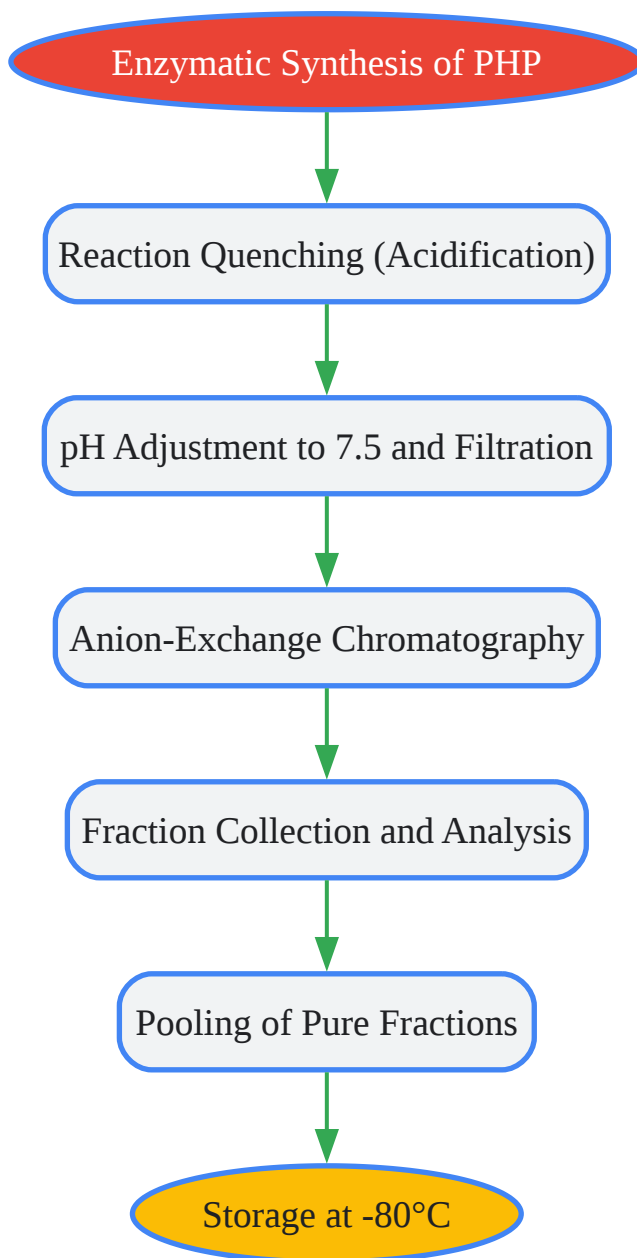 Enzymatic Synthesis of PHP
Reaction Quenching (Acidification)
pH Adjustment to 7.5 and Filtration
Anion-Exchange Chromatography
Fraction Collection and Analysis
Pooling of Pure Fractions
Storage at -80°C